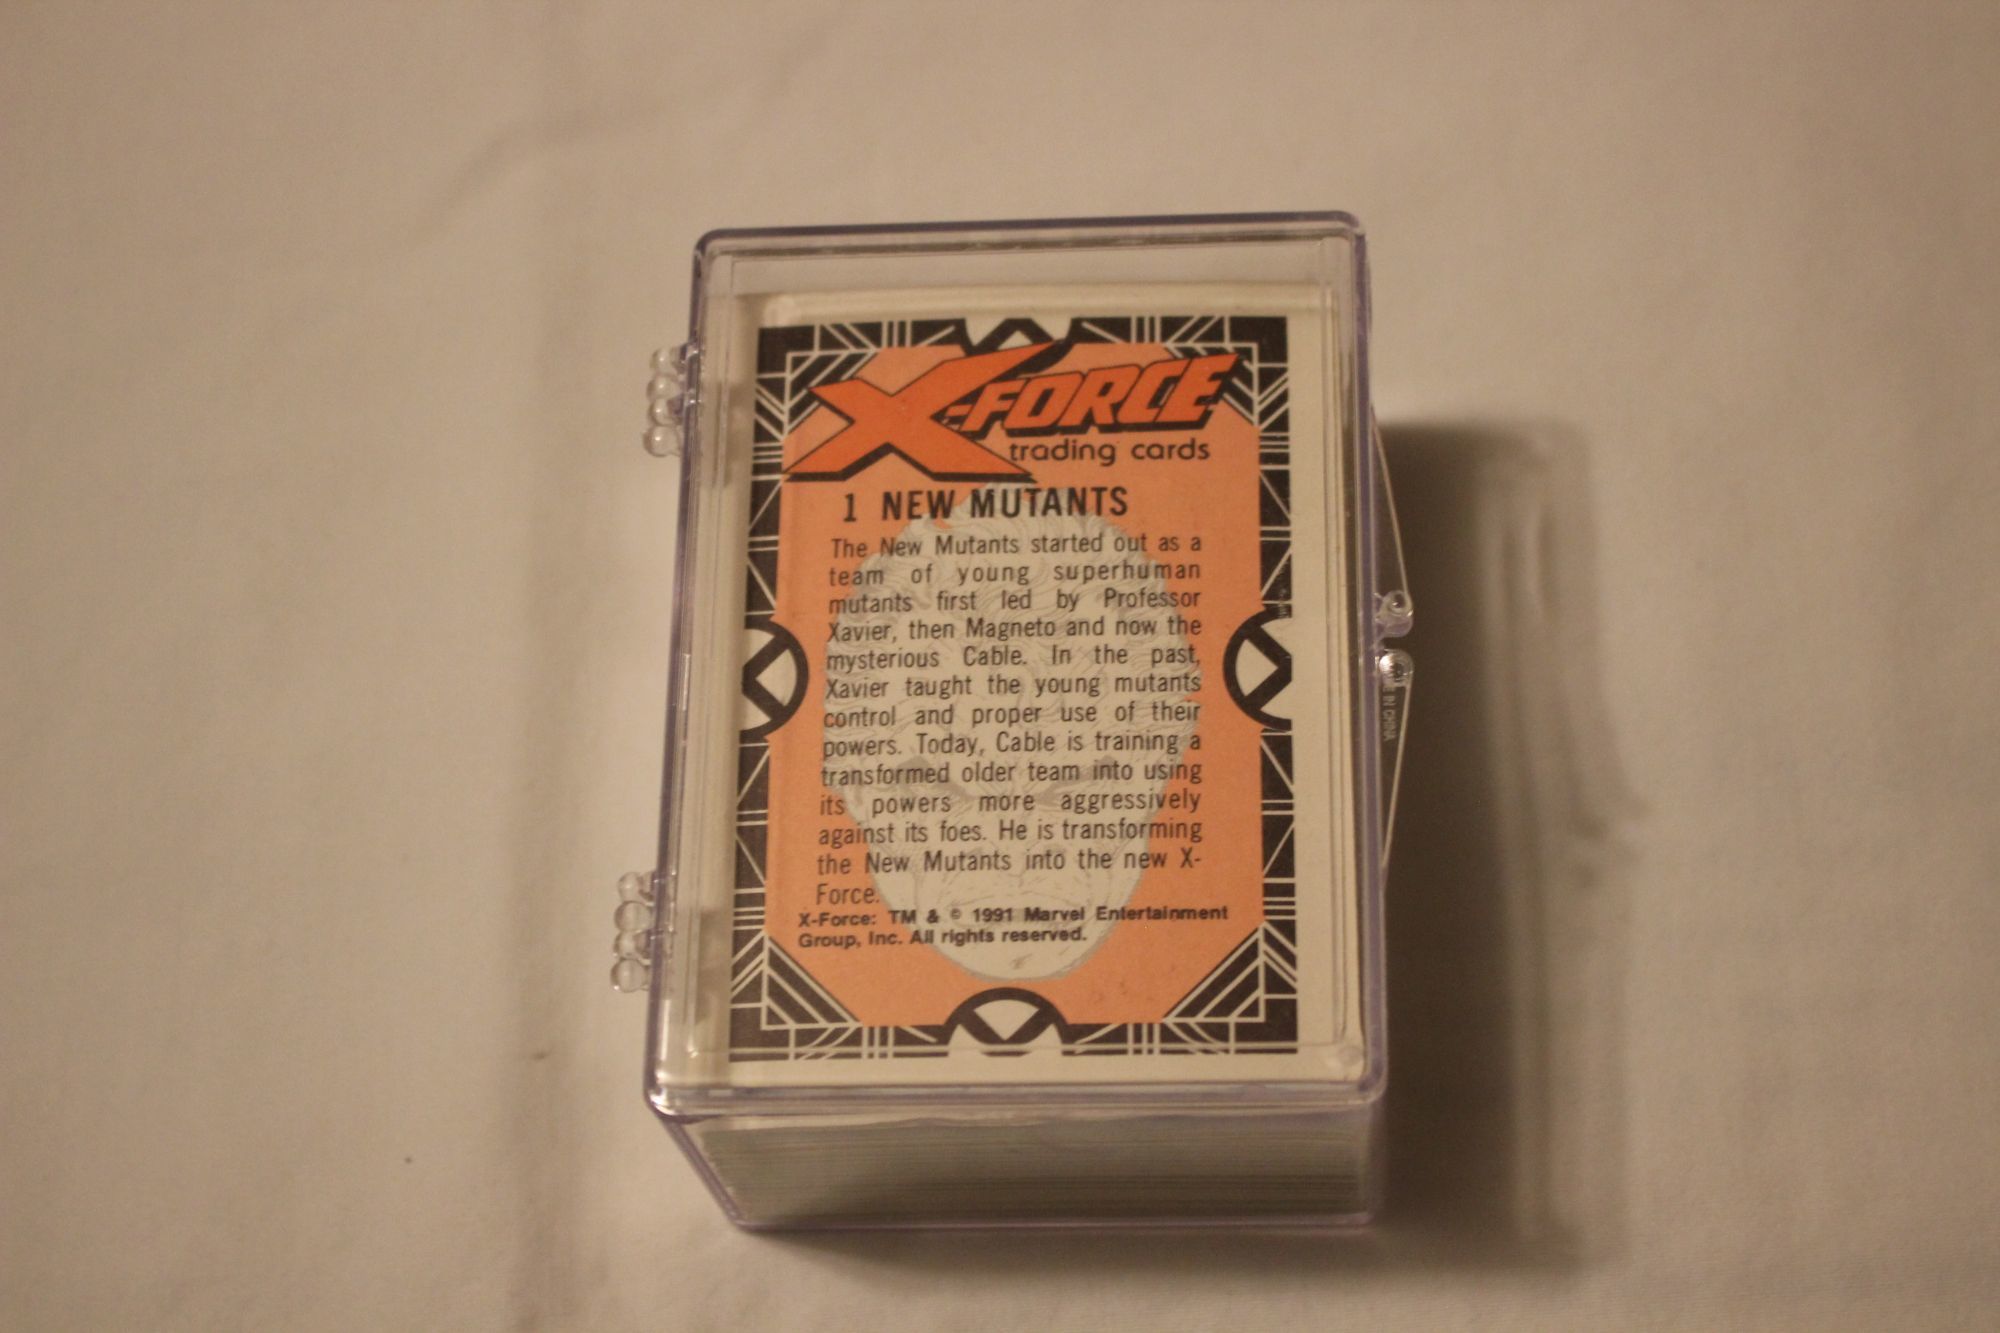 X-FORCE
trading cards
1 NEW MUTANTS
The New Mutants started out as a
team of young superhuman
mutants first led by Professor
Xavier, then Magneto and now the
mysterious Cable. In the past,
Xavier taught the young mutants
control and proper use of their
powers. Today, Cable is training a
transformed older team into using
its powers more aggressively
against its foes. He is transforming
the New Mutants into the new X-
Force.
X-Force: TM & © 1991 Marvel Entertainment
Group, Inc. All rights reserved.
IN CHINA